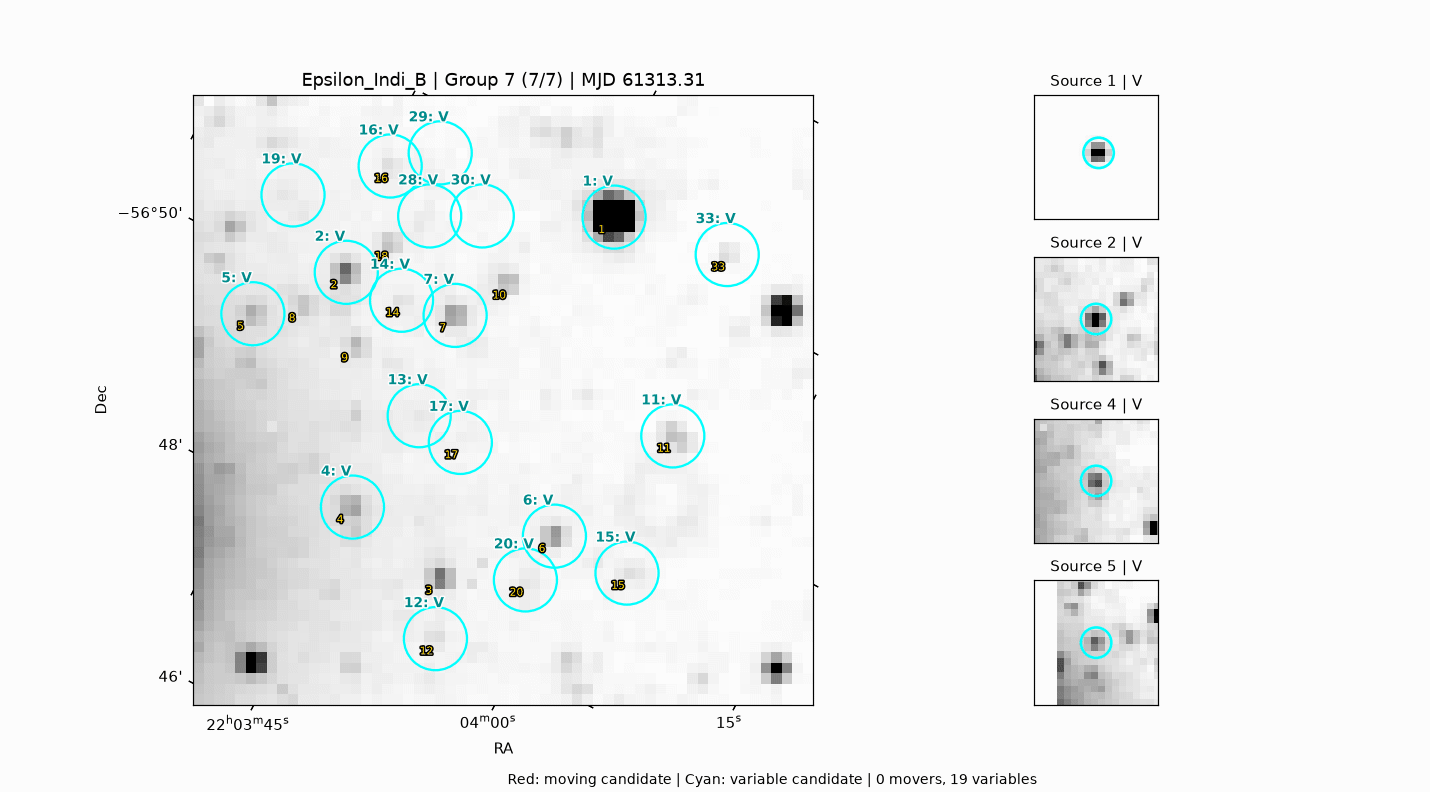 Epsilon_Indi_B | Group 7 (7/7) | MJD 61313.31
Source 1 | V
29: V
16: V
19: V
28: V
30: V
1: V
16
33: V
−56°50'
1
2: V
Source 2 | V
18
14: V
33
5: V
7: V
2
10
14
8
5
7
9
13: V
Dec
11: V
17: V
Source 4 | V
48'
11
17
4: V
6: V
4
15: V
20: V
6
Source 5 | V
3
15
20
12: V
12
46'
22h03m45s
04m00s
15s
RA
Red: moving candidate | Cyan: variable candidate | 0 movers, 19 variables